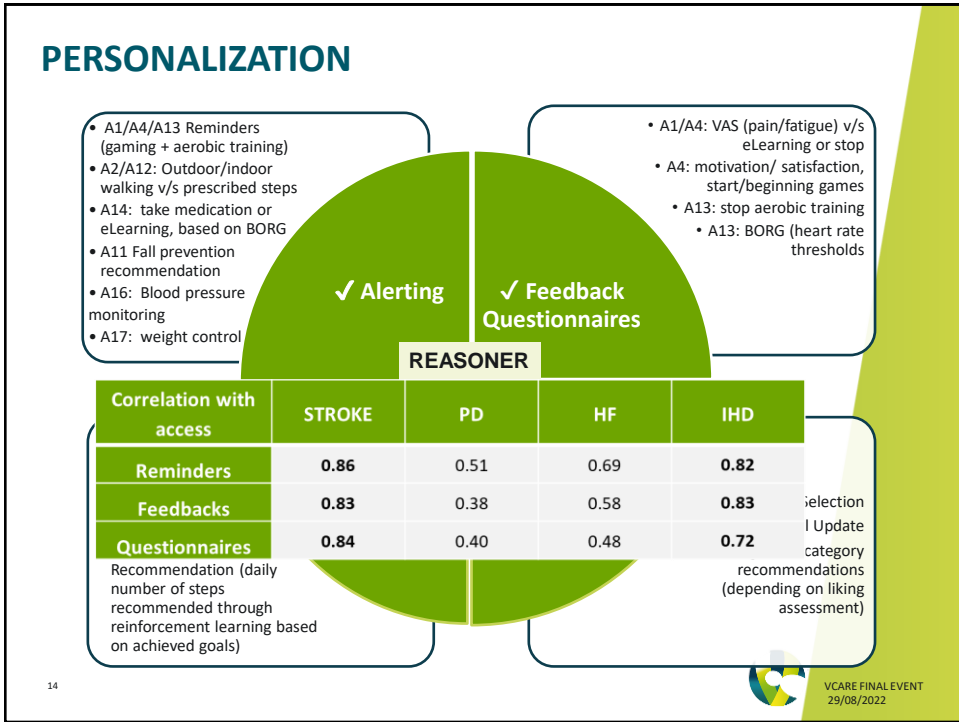 PERSONALIZATION
• A1/A4/A13 Reminders
(gaming + aerobic training)
• A2/A12: Outdoor/indoor
walking v/s prescribed steps
• A14: take medication or
eLearning, based on BORG
• A11 Fall prevention
recommendation
• A16: Blood pressure
monitoring
• A17: weight control
• A1/A4: VAS (pain/fatigue) v/s
eLearning or stop
• A4: motivation/ satisfaction,
start/beginning games
• A13: stop aerobic training
• A13: BORG (heart rate
thresholds
✓ Alerting
✓ Feedback
Questionnaires
REASONER
Correlation with
access
STROKE PD HF IHD
Reminders 0.86 0.51 0.69 0.82
Feedbacks 0.83 0.38 0.58 0.83
Questionnaires 0.84 0.40 0.48 0.72
Recommendation (daily
number of steps
recommended through
reinforcement learning based
on achieved goals)
Selection
l Update
category
recommendations
(depending on liking
assessment)
14
VCARE FINAL EVENT
29/08/2022